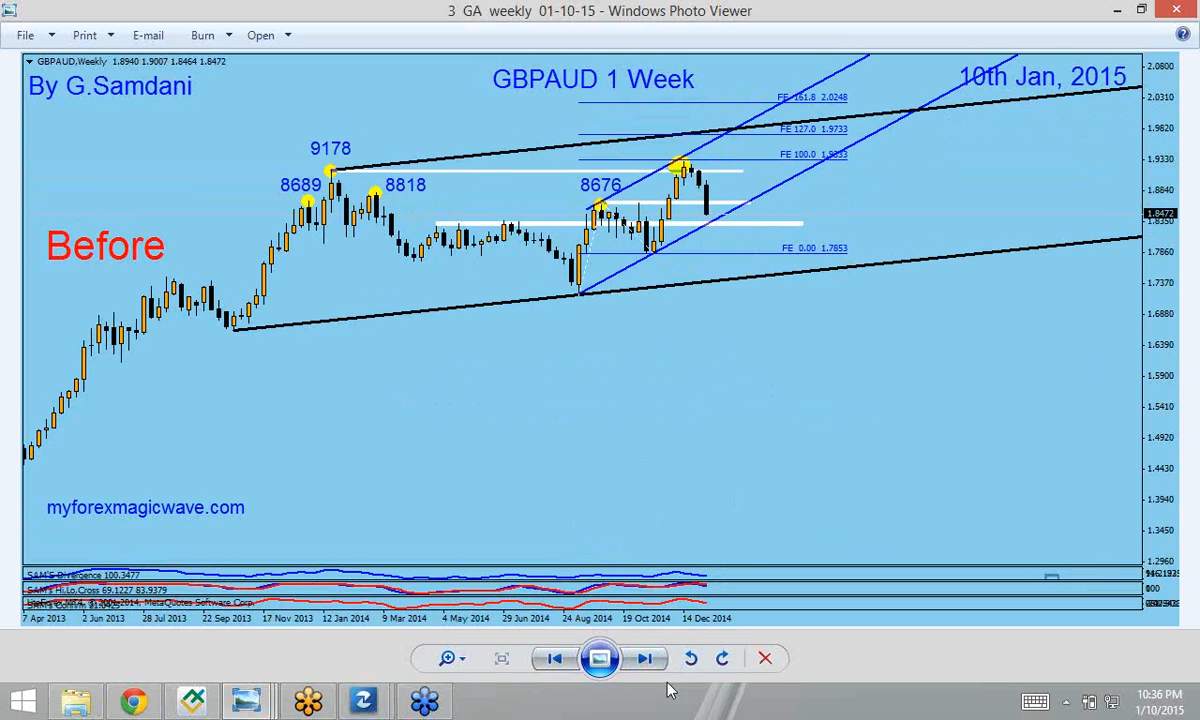 3 GA weekly 01-10-15 - Windows Photo Viewer
File Print E-mail Burn Open
GBPAUD,Weekly 1.8940 1.9007 1.8464 1.8472
By G.Samdani
GBPAUD 1 Week
10th Jan, 2015
2.0800
FE 161.8 2.0248
2.0310
FE 127.0 1.9733
1.9820
9178
FE 100.0 1.9333
1.9330
8689
8818
8676
1.8840
1.8472
1.8350
Before
FE 0.00 1.7853
1.7860
1.7370
1.6880
1.6390
1.5900
1.5410
1.4920
1.4430
myforexmagicwave.com
1.3940
1.3450
1.2960
SAM'S Divergence 100.3477
SAM's Hi,Lo,Cross 69.1227 83.9379
7 Apr 2013 2 Jun 2013 28 Jul 2013 22 Sep 2013 17 Nov 2013 12 Jan 2014 9 Mar 2014 4 May 2014 29 Jun 2014 24 Aug 2014 19 Oct 2014 14 Dec 2014
10:36 PM
1/10/2015